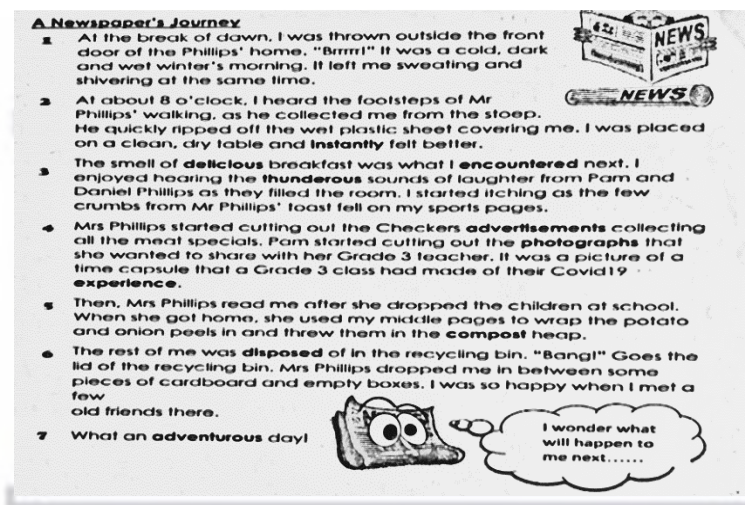 A Newspaper's Journey
1 At the break of dawn, I was thrown outside the front
door of the Phillips' home. "Brrrrr!" It was a cold, dark
and wet winter's morning. It left me sweating and
shivering at the same time.
NEWS
NEWS
2 At about 8 o'clock, I heard the footsteps of Mr
Phillips' walking, as he collected me from the stoep.
He quickly ripped off the wet plastic sheet covering me. I was placed
on a clean, dry table and instantly felt better.
3 The smell of delicious breakfast was what I encountered next. I
enjoyed hearing the thunderous sounds of laughter from Pam and
Daniel Phillips as they filled the room. I started itching as the few
crumbs from Mr Phillips' toast fell on my sports pages.
4 Mrs Phillips started cutting out the Checkers advertisements collecting
all the meat specials. Pam started cutting out the photographs that
she wanted to share with her Grade 3 teacher. It was a picture of a
time capsule that a Grade 3 class had made of their Covid19
experience.
5 Then, Mrs Phillips read me after she dropped the children at school.
When she got home, she used my middle pages to wrap the potato
and onion peels in and threw them in the compost heap.
6 The rest of me was disposed of in the recycling bin. "Bang!" Goes the
lid of the recycling bin. Mrs Phillips dropped me in between some
pieces of cardboard and empty boxes. I was so happy when I met a
few
old friends there.
7 What an adventurous day!
I wonder what
will happen to
me next......